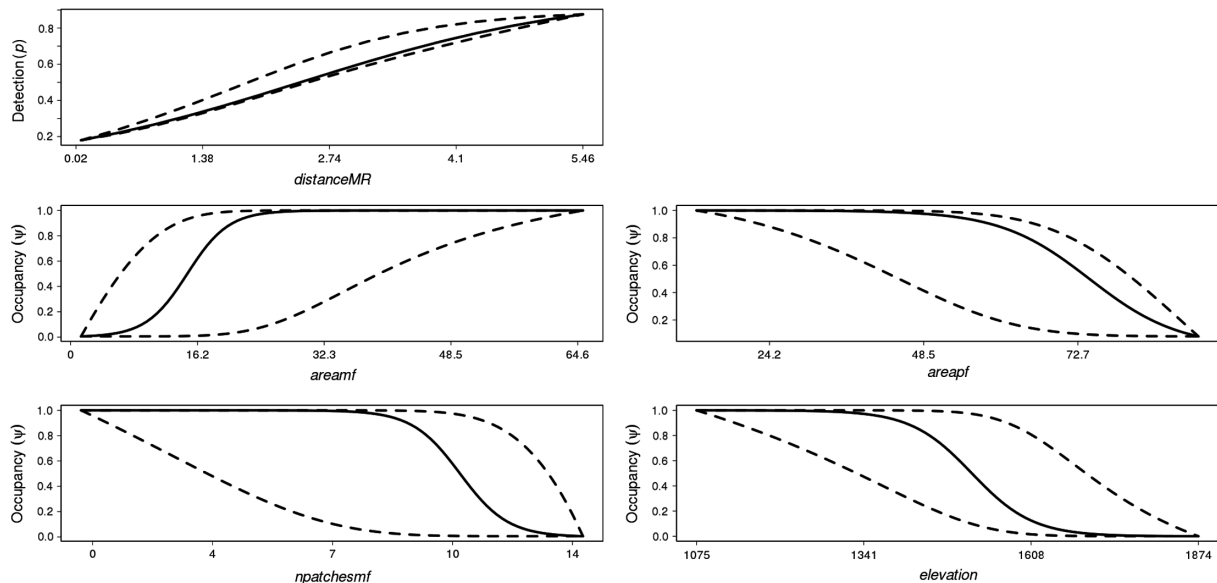 Detection (p)
0.8
0.6
0.4
0.2
0.02 1.38 2.74 4.1 5.46
distanceMR
Occupancy (ψ)
1.0
0.8
0.6
0.4
0.2
0.0
0 16.2 32.3 48.5 64.6
areamf
Occupancy (ψ)
1.0
0.8
0.6
0.4
0.2
24.2 48.5 72.7
areapf
Occupancy (ψ)
1.0
0.8
0.6
0.4
0.2
0.0
0 4 7 10 14
npatchesmf
Occupancy (ψ)
1.0
0.8
0.6
0.4
0.2
0.0
1075 1341 1608 1874
elevation